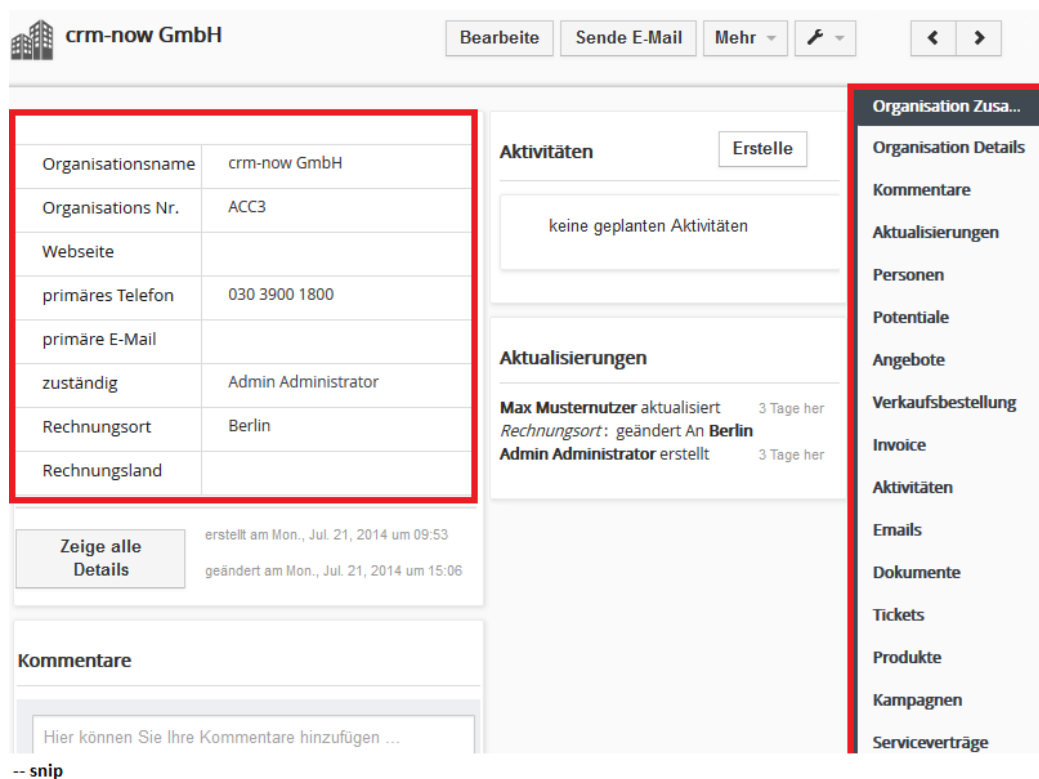 crm-now GmbH
Bearbeite
Sende E-Mail
Mehr
Organisationsname crm-now GmbH
Organisations Nr. ACC3
Webseite
primäres Telefon 030 3900 1800
primäre E-Mail
zuständig Admin Administrator
Rechnungsort Berlin
Rechnungsland
Zeige alle
Details
erstellt am Mon., Jul. 21, 2014 um 09:53
geändert am Mon., Jul. 21, 2014 um 15:06
Kommentare
Hier können Sie Ihre Kommentare hinzufügen ...
Aktivitäten
Erstelle
keine geplanten Aktivitäten
Aktualisierungen
Max Musternutzer aktualisiert 3 Tage her
Rechnungsort: geändert An Berlin
Admin Administrator erstellt 3 Tage her
Organisation Zusa...
Organisation Details
Kommentare
Aktualisierungen
Personen
Potentiale
Angebote
Verkaufsbestellung
Invoice
Aktivitäten
Emails
Dokumente
Tickets
Produkte
Kampagnen
Serviceverträge
-- snip